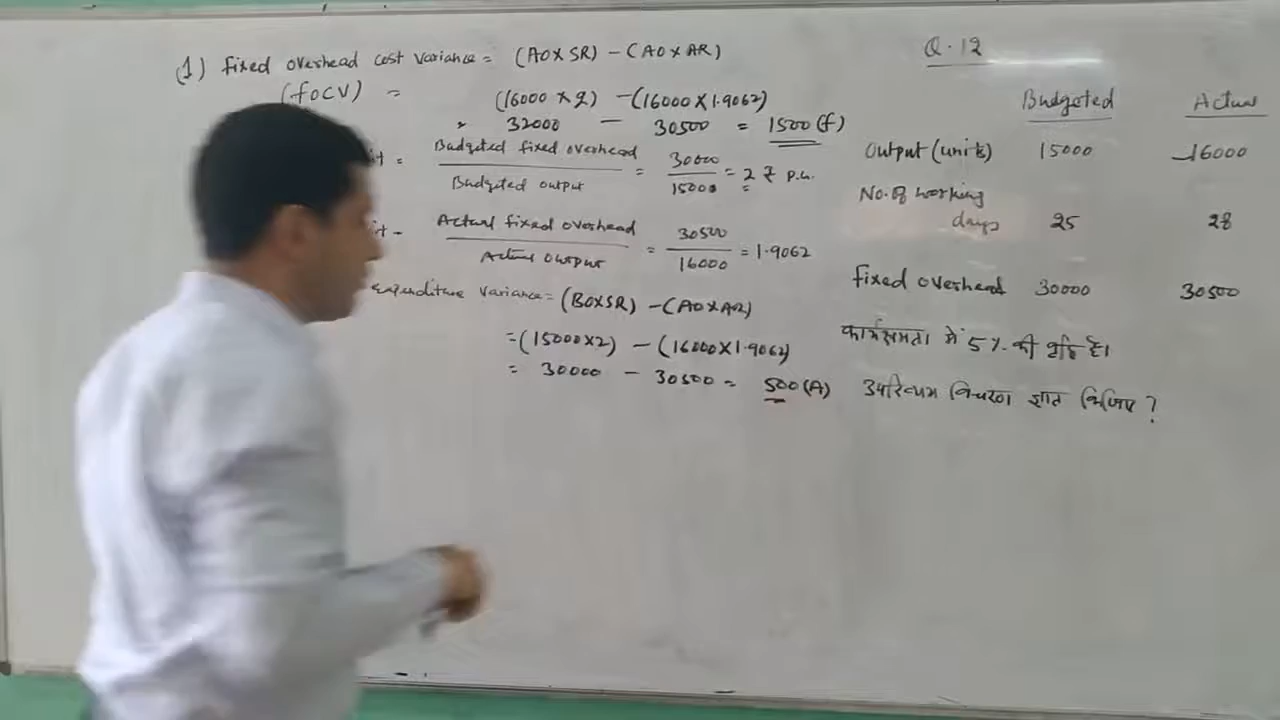 (1) fixed overhead cost variance = (AO×SR) - (AO×AR)
(fOCV) =
(16000 × 2) - (16000×1.9062)
= 32000 - 30500 = 1500 (f)
it = Budgeted fixed overhead / Budgeted output = 30000 / 15000 = 2 ₹ p.u.
it - Actual fixed overhead / Actual output = 30500 / 16000 = 1.9062
expenditure variance = (BO×SR) - (AO×AR)
= (15000×2) - (16000×1.9062)
= 30000 - 30500 = 500 (A)
Q.12
Budgeted Actual
Output (units) 15000 16000
No. of working
days 25 28
fixed overhead 30000 30500
कार्यक्षमता में 5%. की वृद्धि है।
उपरिव्यय विचरण ज्ञात किजिए ?